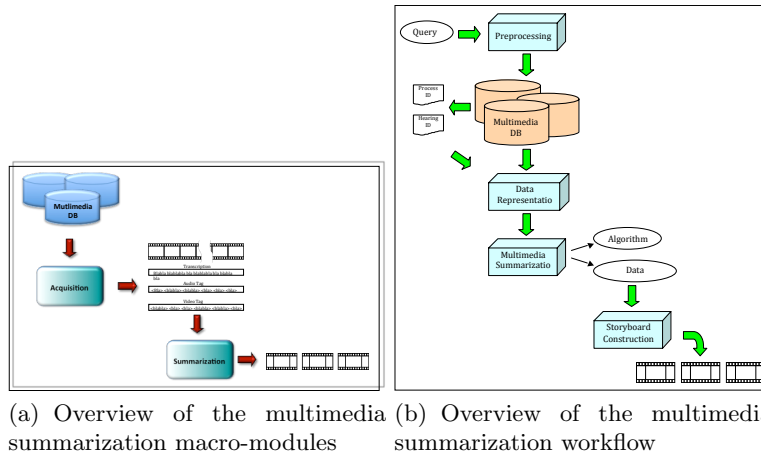 Mutlimedia
DB
Acquisition
Transcription
Audio Tag
Video Tag
Summarization
(a) Overview of the multimedia
summarization macro-modules
Query
Preprocessing
Process
ID
Hearing
ID
Multimedia
DB
Data
Representatio
Multimedia
Summarizatio
Algorithm
Data
Storyboard
Construction
(b) Overview of the multimedia
summarization workflow